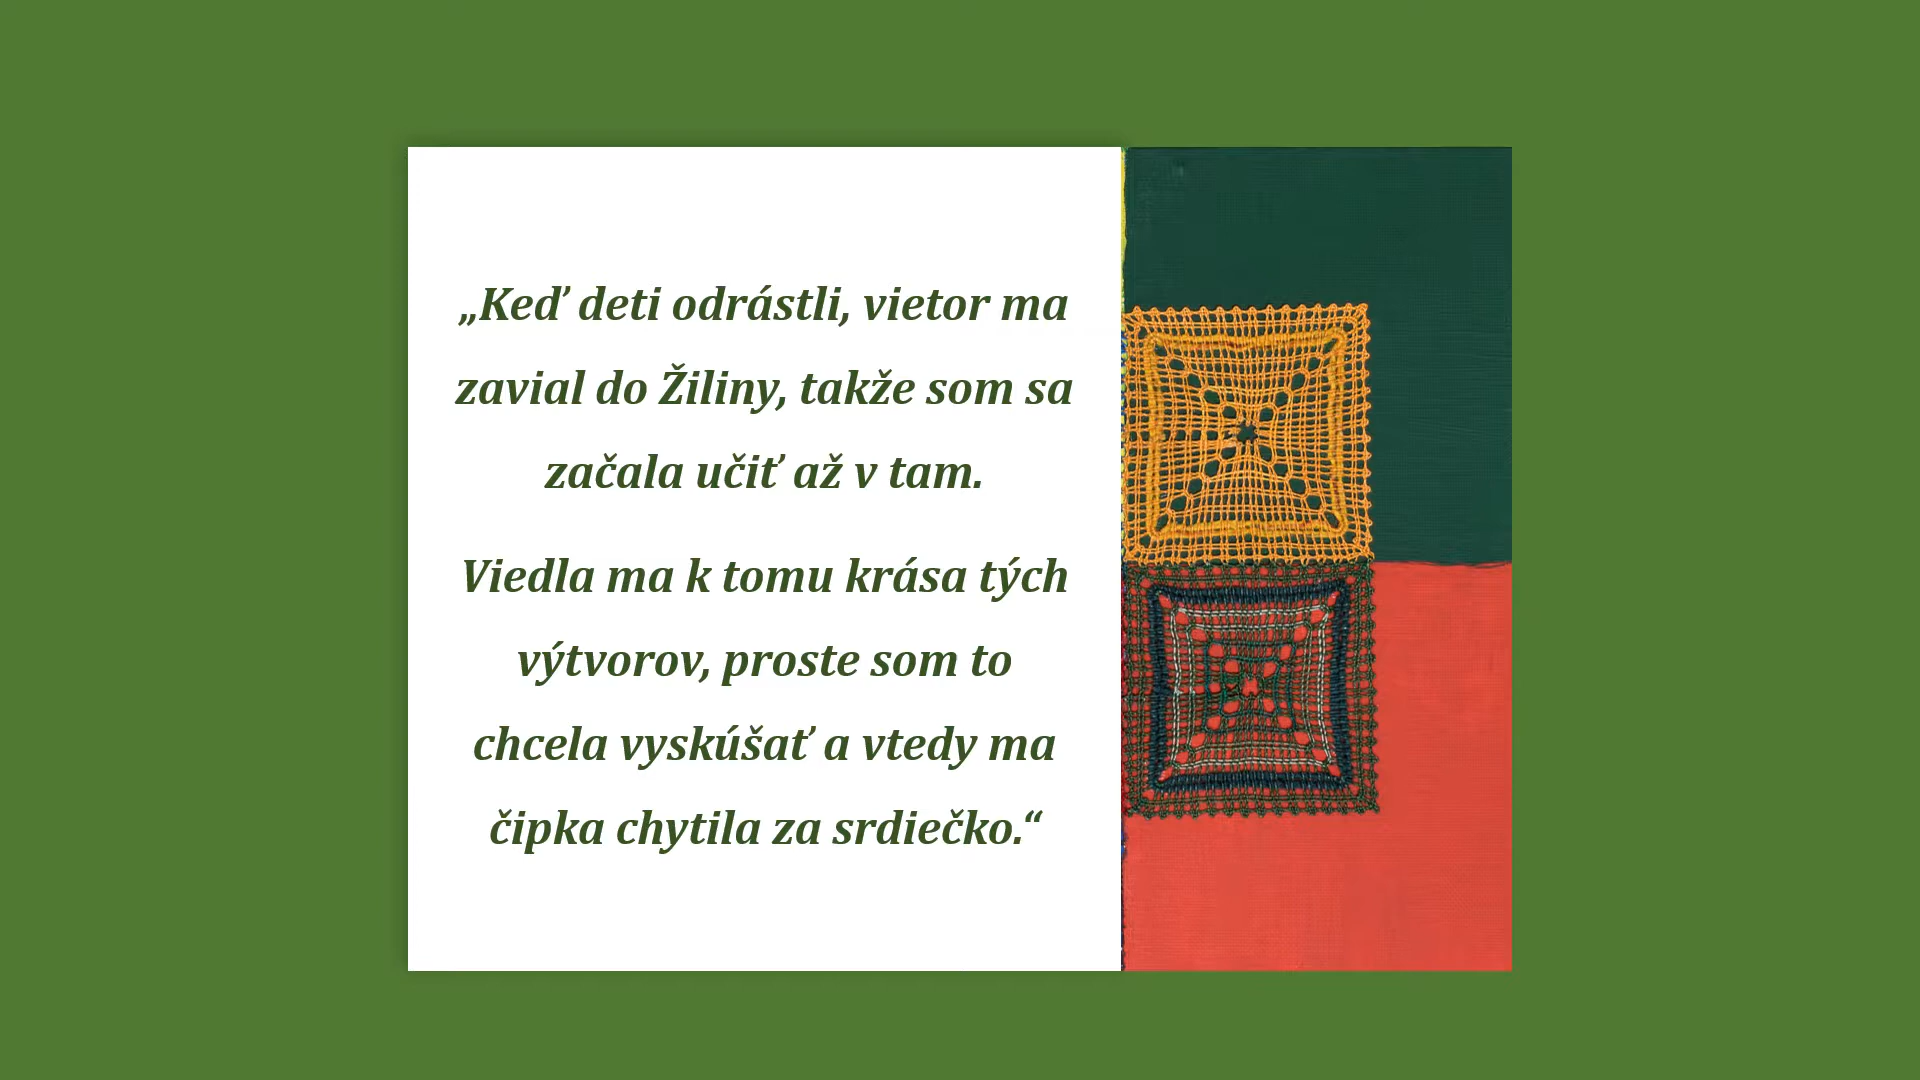 „Keď deti odrástli, vietor ma
zavial do Žiliny, takže som sa
začala učiť až v tam.
Viedla ma k tomu krása tých
výtvorov, proste som to
chcela vyskúšať a vtedy ma
čipka chytila za srdiečko.“